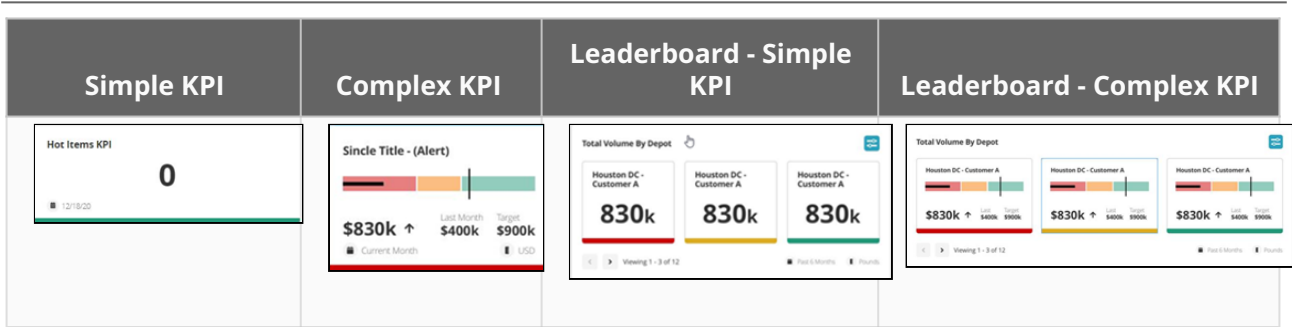 Simple KPI
Complex KPI
Leaderboard - Simple
KPI
Leaderboard - Complex KPI
Hot Items KPI
0
12/18/20
Sincle Title - (Alert)
$830k ↑
Last Month
$400k
Target
$900k
Current Month
USD
Total Volume By Depot
Houston DC -
Customer A
830k
Houston DC -
Customer A
830k
Houston DC -
Customer A
830k
< > Viewing 1 - 3 of 12
Past 6 Months
Pounds
Total Volume By Depot
Houston DC - Customer A
$830k ↑
Last
$400k
Target
$900k
Houston DC - Customer A
$830k ↑
Last
$400k
Target
$900k
Houston DC - Customer A
$830k ↑
Last
$400k
Target
$900k
< > Viewing 1 - 3 of 12
Past 6 Months
Pounds